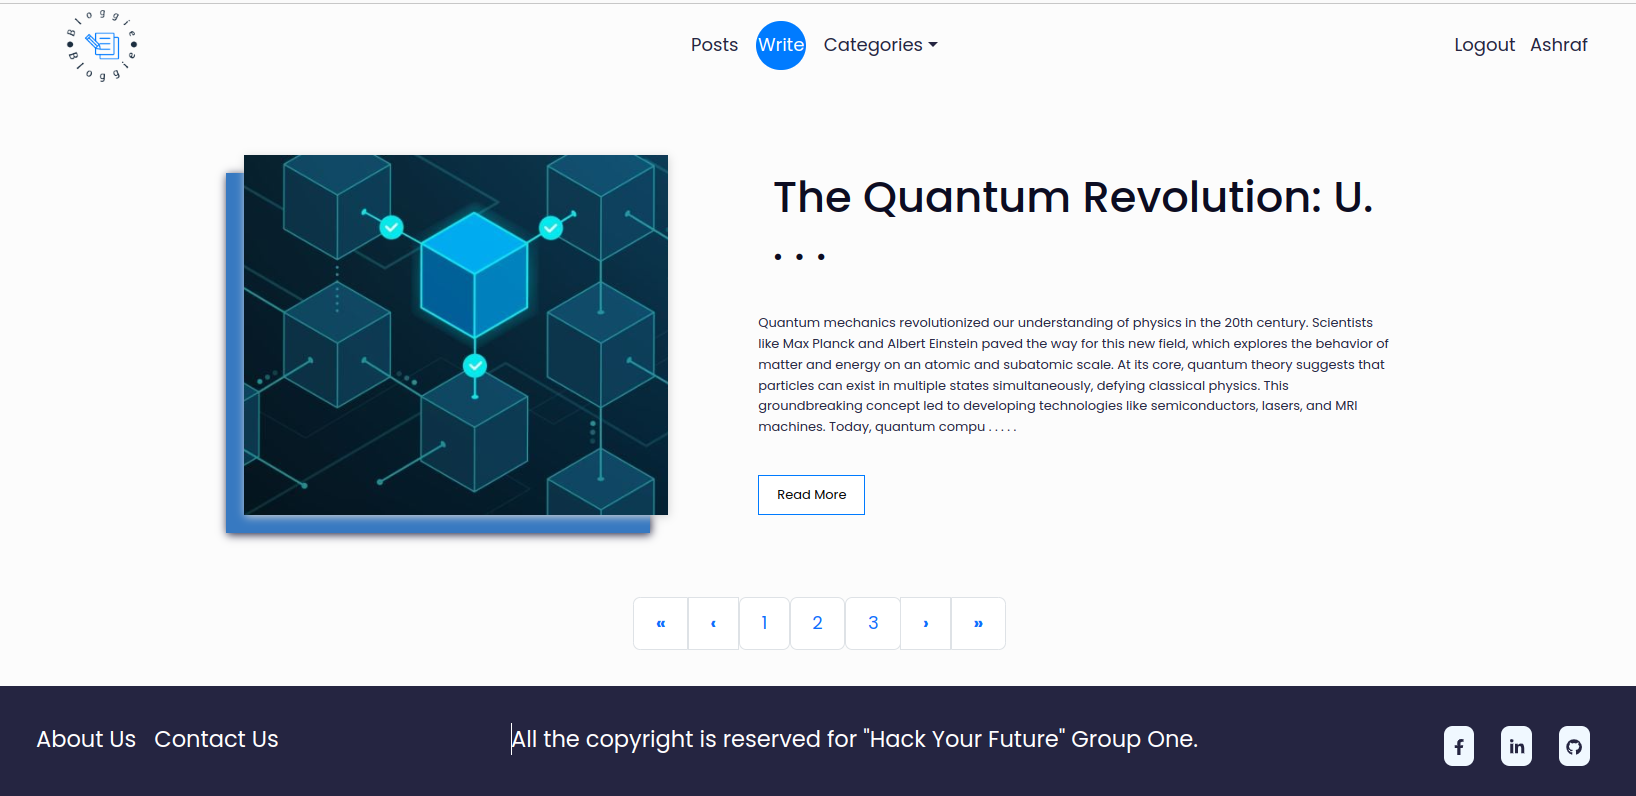 Bloggie
Bloggie
Posts Write Categories
Logout Ashraf
The Quantum Revolution: U.
. . .
Quantum mechanics revolutionized our understanding of physics in the 20th century. Scientists
like Max Planck and Albert Einstein paved the way for this new field, which explores the behavior of
matter and energy on an atomic and subatomic scale. At its core, quantum theory suggests that
particles can exist in multiple states simultaneously, defying classical physics. This
groundbreaking concept led to developing technologies like semiconductors, lasers, and MRI
machines. Today, quantum compu . . . . .
Read More
« ‹ 1 2 3 › »
About Us Contact Us
All the copyright is reserved for "Hack Your Future" Group One.
f in